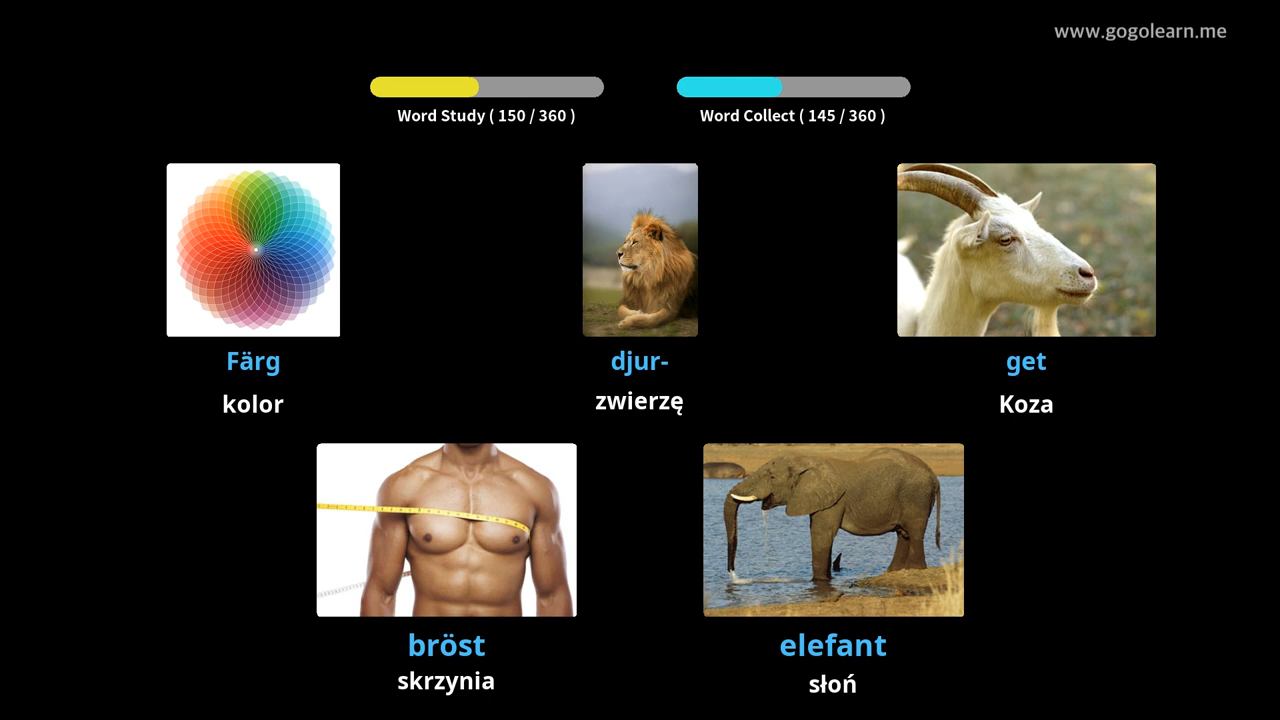 www.gogolearn.me
Word Study ( 150 / 360 )
Word Collect ( 145 / 360 )
Färg
djur-
get
kolor
zwierzę
Koza
bröst
elefant
skrzynia
słoń